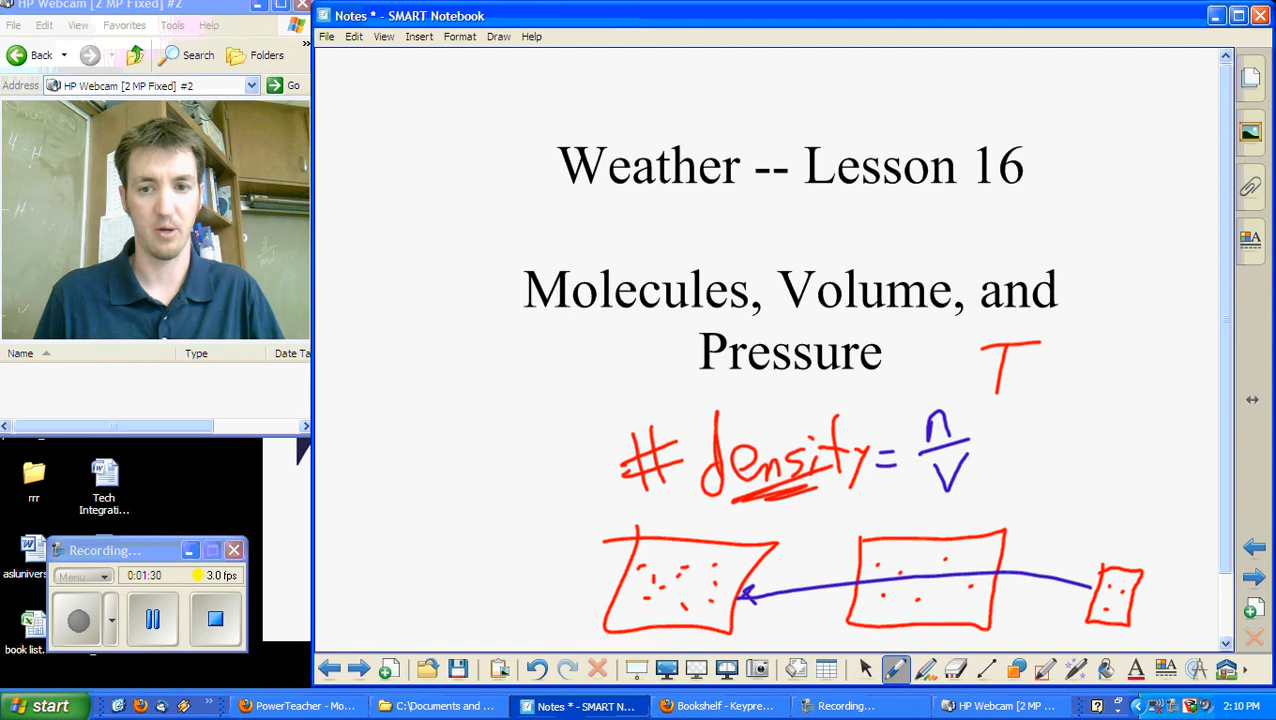 HP Webcam [2 MP Fixed] #2
File Edit View Favorites Tools Help
Back Search Folders
Address HP Webcam [2 MP Fixed] #2 Go
Name Type Date Ta
rrr
Tech
Integrati...
book list.
Recording...
Menu 0:01:30 3.0 fps
Notes * - SMART Notebook
File Edit View Insert Format Draw Help
Weather -- Lesson 16
Molecules, Volume, and
Pressure
T
# density = n
V
start PowerTeacher - Mo... C:\Documents and ... Notes * - SMART N... Bookshelf - Keypre... Recording... HP Webcam [2 MP ... 2:10 PM